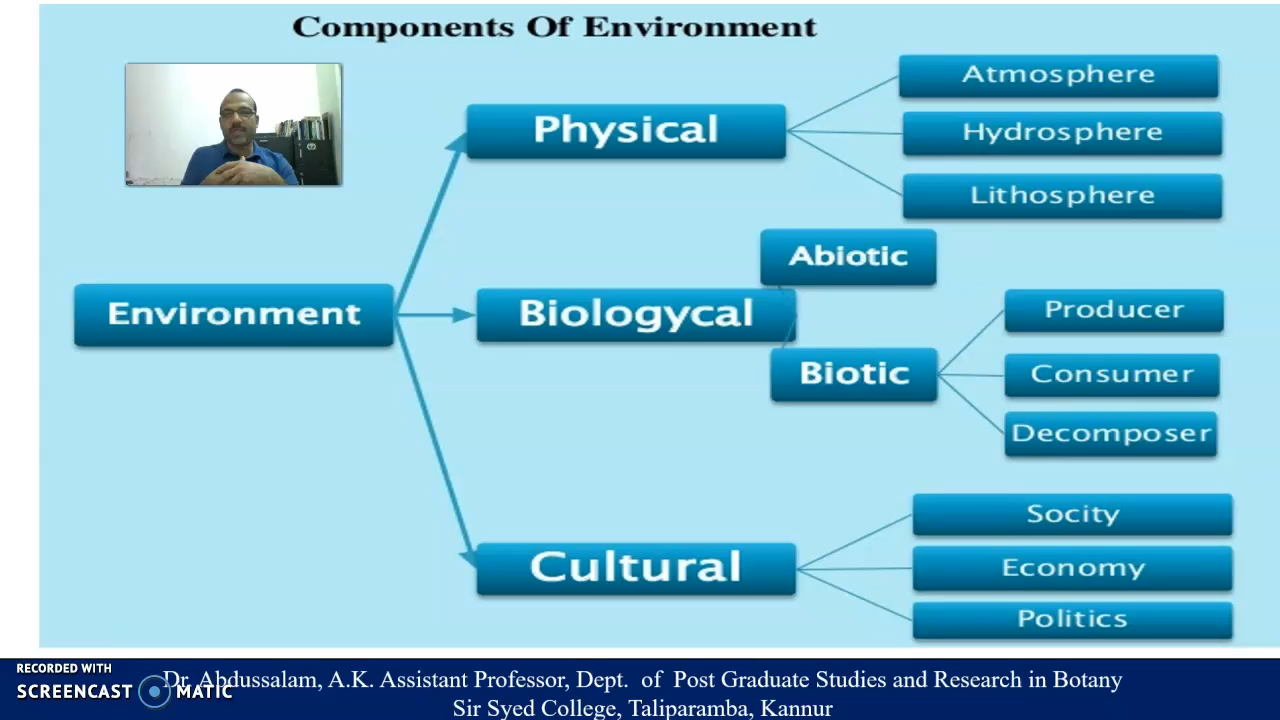 Components Of Environment
Physical
Atmosphere
Hydrosphere
Lithosphere
Environment
Biologycal
Abiotic
Biotic
Producer
Consumer
Decomposer
Cultural
Socity
Economy
Politics
RECORDED WITH
SCREENCAST MATIC
Dr. Abdussalam, A.K. Assistant Professor, Dept. of Post Graduate Studies and Research in Botany
Sir Syed College, Taliparamba, Kannur